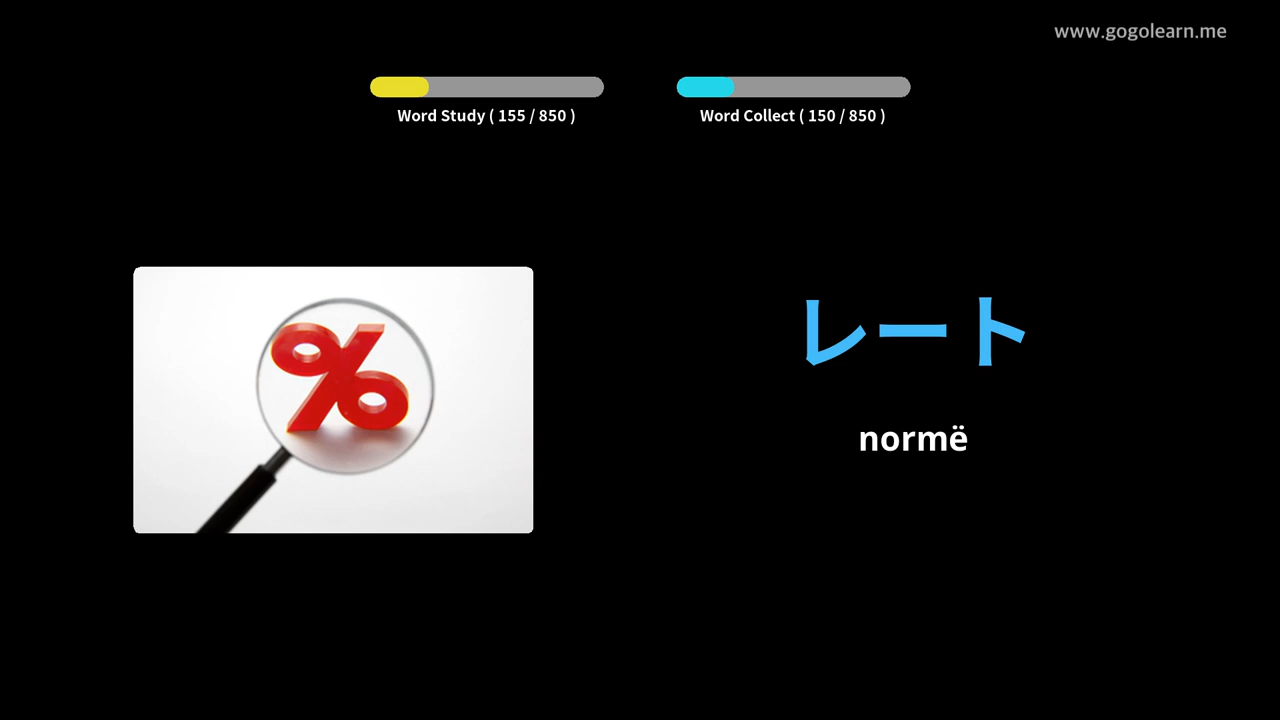 www.gogolearn.me
Word Study ( 155 / 850 )
Word Collect ( 150 / 850 )
%
レート
normë